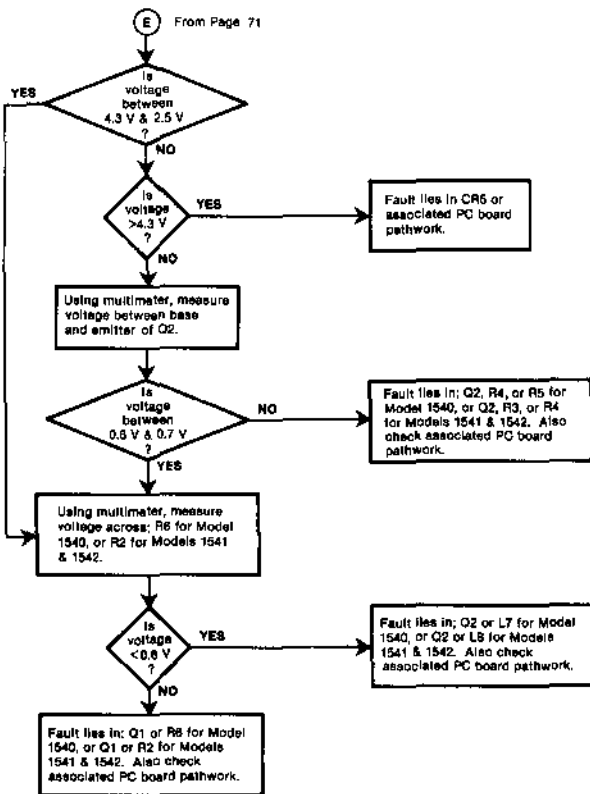 E From Page 71
Is
voltage
between
4.3 V & 2.5 V
?
YES
NO
Is
voltage
>4.3 V
?
YES
NO
Fault lies in CR5 or
associated PC board
pathwork.
Using multimeter, measure
voltage between base
and emitter of Q2.
Is
voltage
between
0.6 V & 0.7 V
?
NO
YES
Fault lies in; Q2, R4, or R5 for
Model 1540, or Q2, R3, or R4
for Models 1541 & 1542. Also
check associated PC board
pathwork.
Using multimeter, measure
voltage across; R6 for Model
1540, or R2 for Models 1541
& 1542.
Is
voltage
<0.6 V
?
YES
NO
Fault lies in; Q2 or L7 for Model
1540, or Q2 or L6 for Models
1541 & 1542. Also check
associated PC board pathwork.
Fault lies in: Q1 or R6 for Model
1540, or Q1 or R2 for Models
1541 & 1542. Also check
associated PC board pathwork.